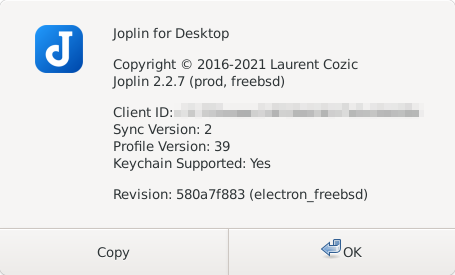 Joplin for Desktop
Copyright © 2016-2021 Laurent Cozic
Joplin 2.2.7 (prod, freebsd)
Client ID:
Sync Version: 2
Profile Version: 39
Keychain Supported: Yes
Revision: 580a7f883 (electron_freebsd)
Copy
OK